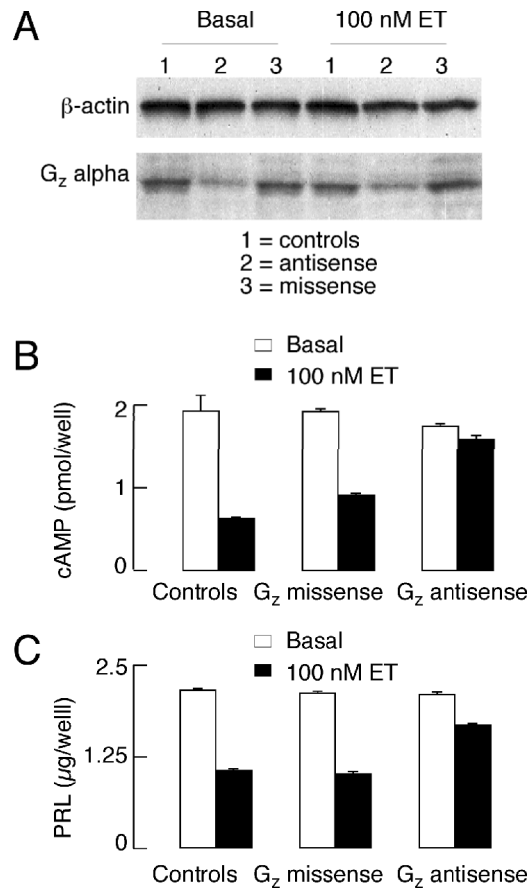 A
Basal 100 nM ET
1 2 3 1 2 3
β-actin
Gz alpha
1 = controls
2 = antisense
3 = missense
B
Basal
100 nM ET
cAMP (pmol/well)
2
1
0
Controls Gz missense Gz antisense
C
Basal
100 nM ET
PRL (µg/welll)
2.5
1.25
0
Controls Gz missense Gz antisense